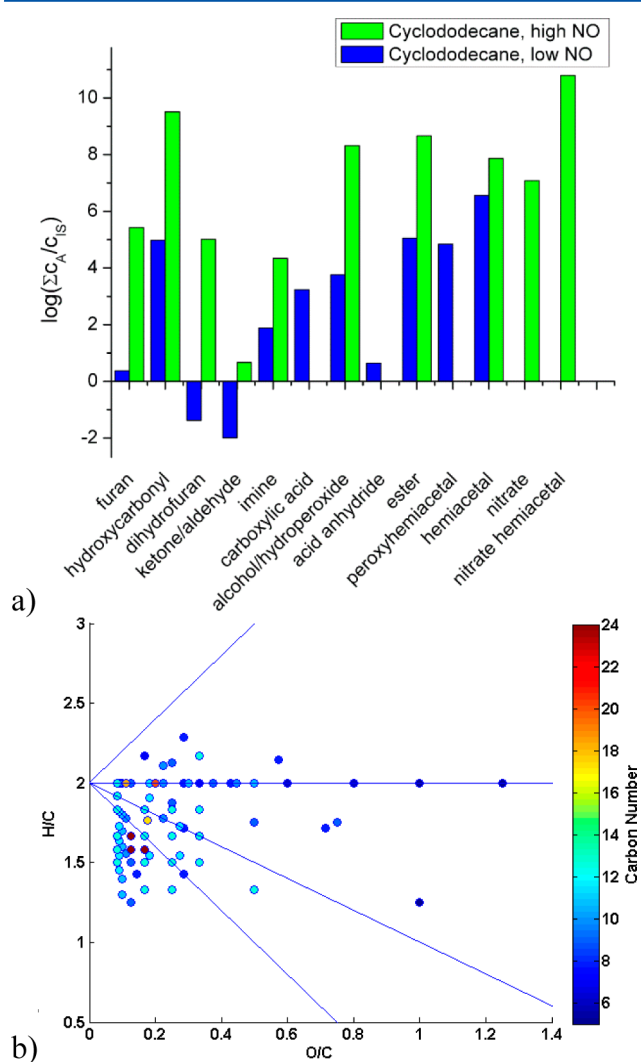 Cyclododecane, high NO
Cyclododecane, low NO
10
8
6
4
2
0
-2
log(Σc_A/c_IS)
furan
hydroxycarbonyl
dihydrofuran
ketone/aldehyde
imine
carboxylic acid
alcohol/hydroperoxide
acid anhydride
ester
peroxyhemiacetal
hemiacetal
nitrate
nitrate hemiacetal
a)
3
2.5
2
1.5
1
0.5
H/C
0 0.2 0.4 0.6 0.8 1 1.2 1.4
O/C
24
22
20
18
16
14
12
10
8
6
Carbon Number
b)